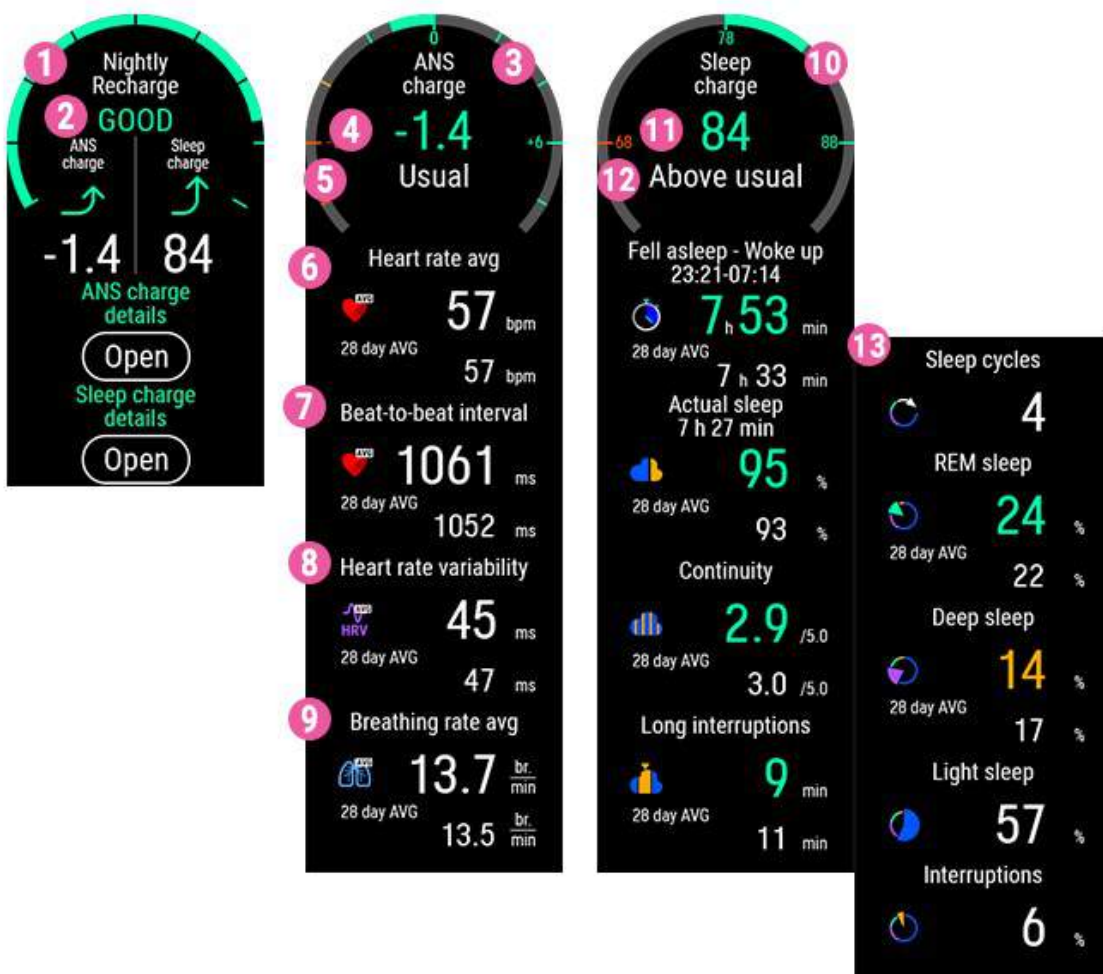 1
Nightly
Recharge
2
GOOD
ANS
charge
Sleep
charge
-1.4
84
ANS charge
details
Open
Sleep charge
details
Open
0
3
ANS
charge
4
-1.4
+6
5
Usual
6
Heart rate avg
AVG
57 bpm
28 day AVG
57 bpm
7
Beat-to-beat interval
AVG
1061 ms
28 day AVG
1052 ms
8
Heart rate variability
AVG
HRV
45 ms
28 day AVG
47 ms
9
Breathing rate avg
AVG
13.7 br.
min
28 day AVG
13.5 br.
min
78
10
Sleep
charge
68
11
84
88
12
Above usual
Fell asleep - Woke up
23:21-07:14
7 h 53 min
28 day AVG
7 h 33 min
Actual sleep
7 h 27 min
95 %
28 day AVG
93 %
Continuity
2.9 /5.0
28 day AVG
3.0 /5.0
Long interruptions
9 min
28 day AVG
11 min
13
Sleep cycles
4
REM sleep
24 %
28 day AVG
22 %
Deep sleep
14 %
28 day AVG
17 %
Light sleep
57 %
Interruptions
6 %